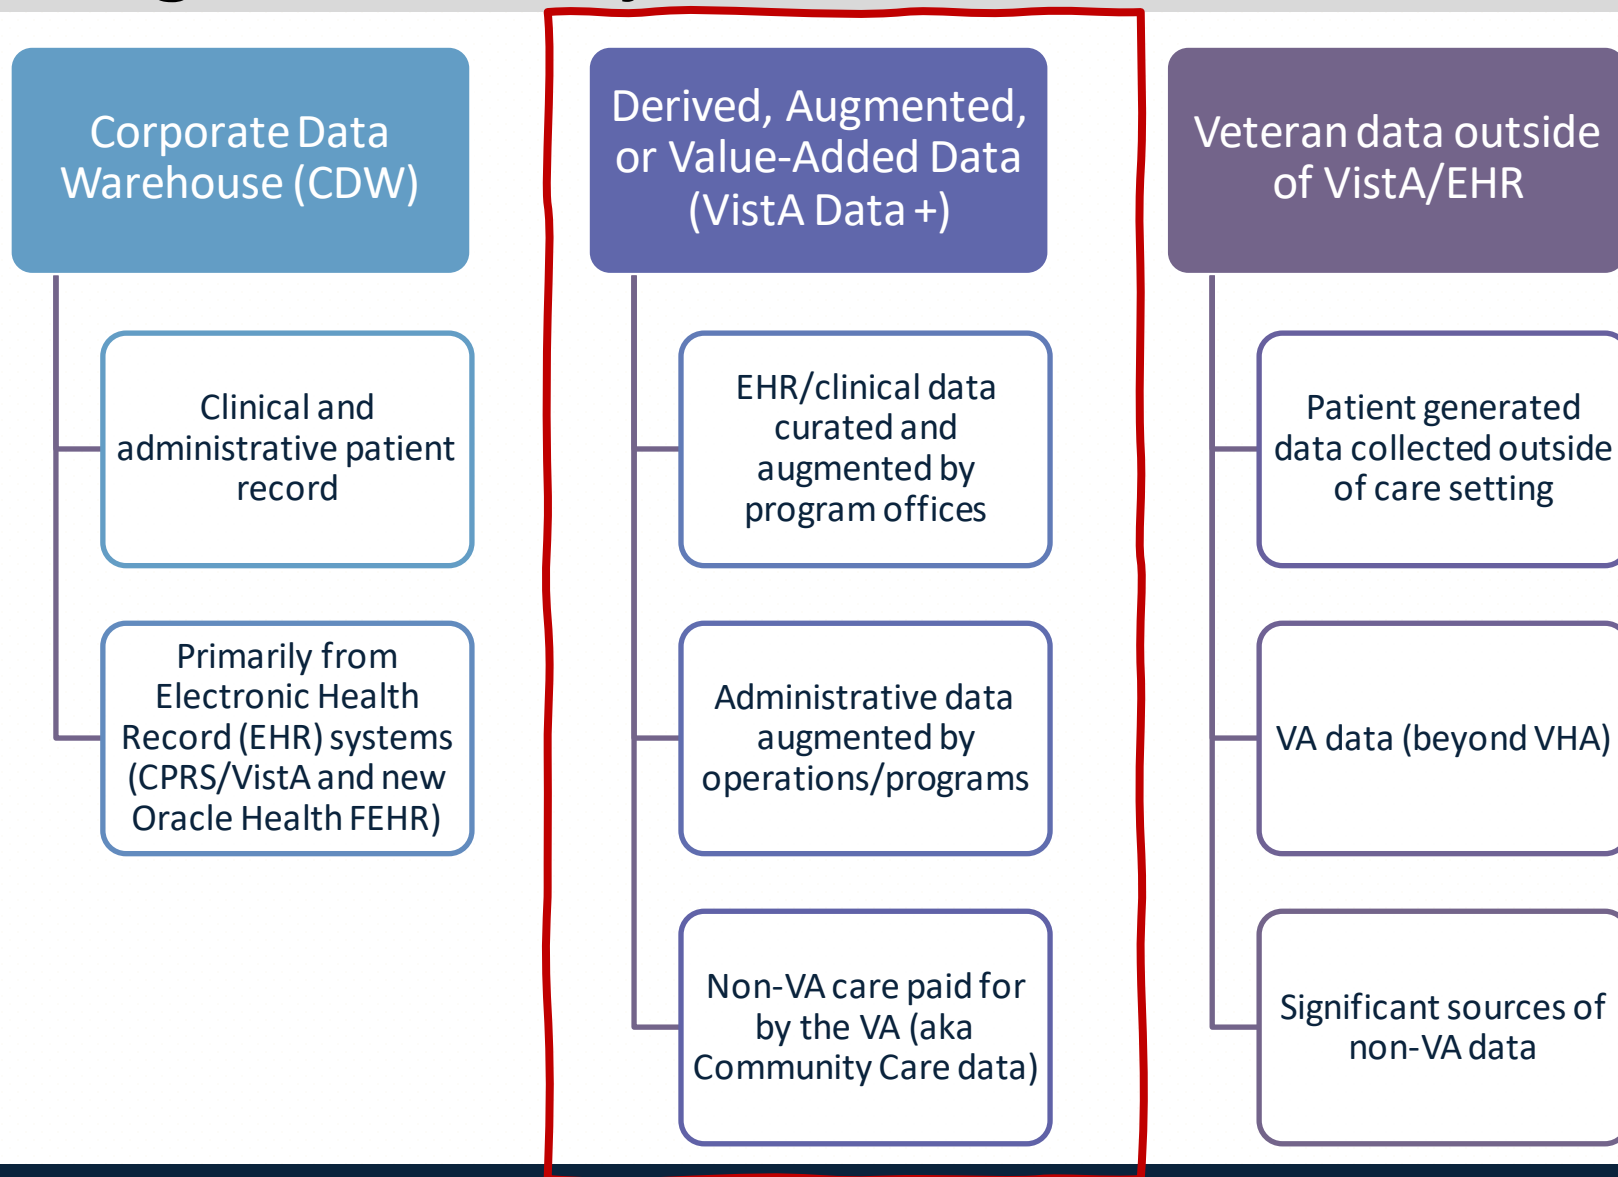 Corporate Data
Warehouse (CDW)
Clinical and
administrative patient
record
Primarily from
Electronic Health
Record (EHR) systems
(CPRS/VistA and new
Oracle Health FEHR)
Derived, Augmented,
or Value-Added Data
(VistA Data +)
EHR/clinical data
curated and
augmented by
program offices
Administrative data
augmented by
operations/programs
Non-VA care paid for
by the VA (aka
Community Care data)
Veteran data outside
of VistA/EHR
Patient generated
data collected outside
of care setting
VA data (beyond VHA)
Significant sources of
non-VA data